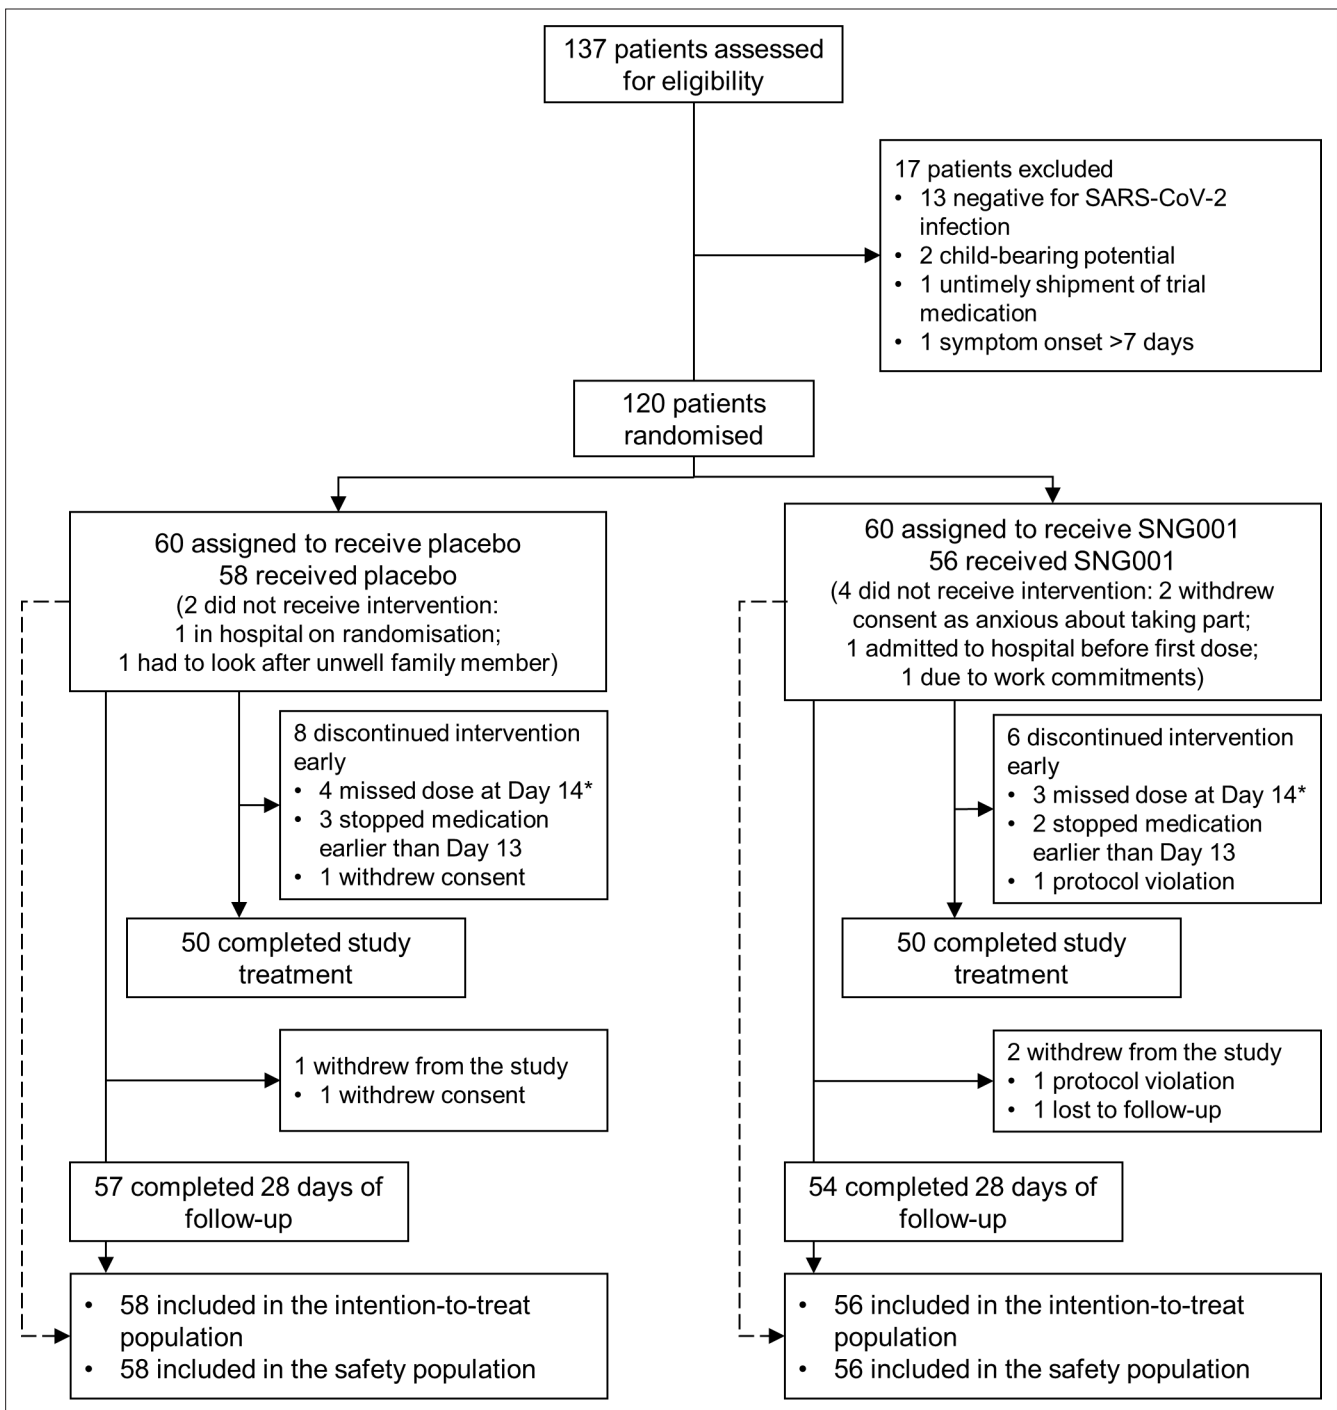 137 patients assessed
for eligibility
17 patients excluded
• 13 negative for SARS-CoV-2
infection
• 2 child-bearing potential
• 1 untimely shipment of trial
medication
• 1 symptom onset >7 days
120 patients
randomised
60 assigned to receive placebo
58 received placebo
(2 did not receive intervention:
1 in hospital on randomisation;
1 had to look after unwell family member)
60 assigned to receive SNG001
56 received SNG001
(4 did not receive intervention: 2 withdrew
consent as anxious about taking part;
1 admitted to hospital before first dose;
1 due to work commitments)
8 discontinued intervention
early
• 4 missed dose at Day 14*
• 3 stopped medication
earlier than Day 13
• 1 withdrew consent
6 discontinued intervention
early
• 3 missed dose at Day 14*
• 2 stopped medication
earlier than Day 13
• 1 protocol violation
50 completed study
treatment
50 completed study
treatment
1 withdrew from the study
• 1 withdrew consent
2 withdrew from the study
• 1 protocol violation
• 1 lost to follow-up
57 completed 28 days of
follow-up
54 completed 28 days of
follow-up
• 58 included in the intention-to-treat
population
• 58 included in the safety population
• 56 included in the intention-to-treat
population
• 56 included in the safety population